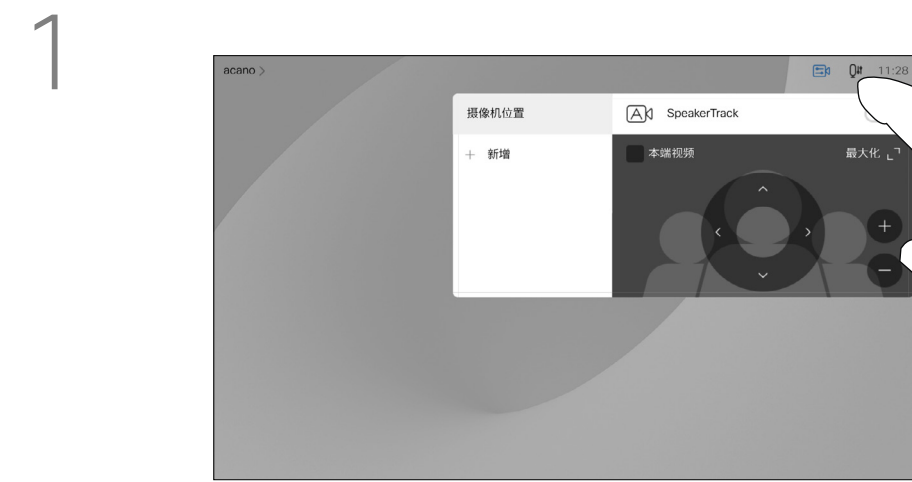 1
acano >
11:28
摄像机位置
SpeakerTrack
+ 新增
本端视频
最大化